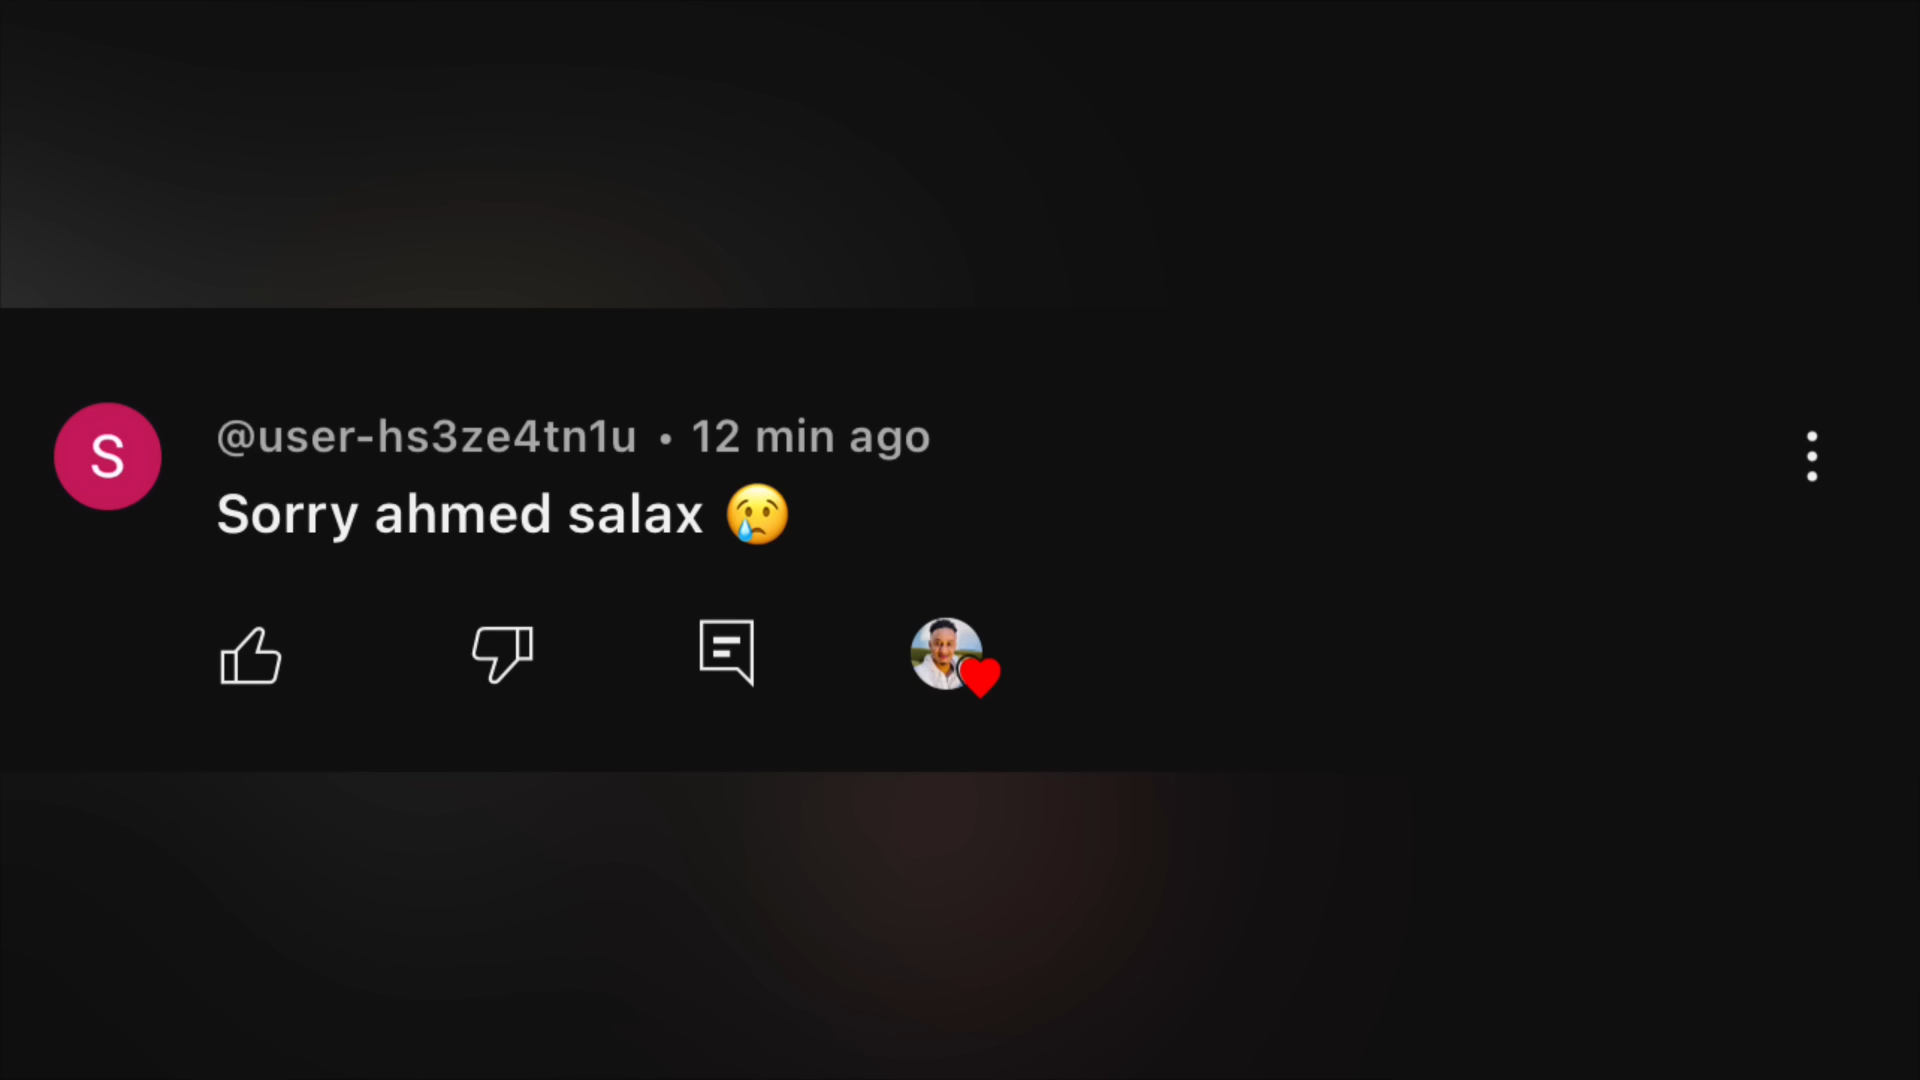 S
@user-hs3ze4tn1u • 12 min ago
Sorry ahmed salax 😢